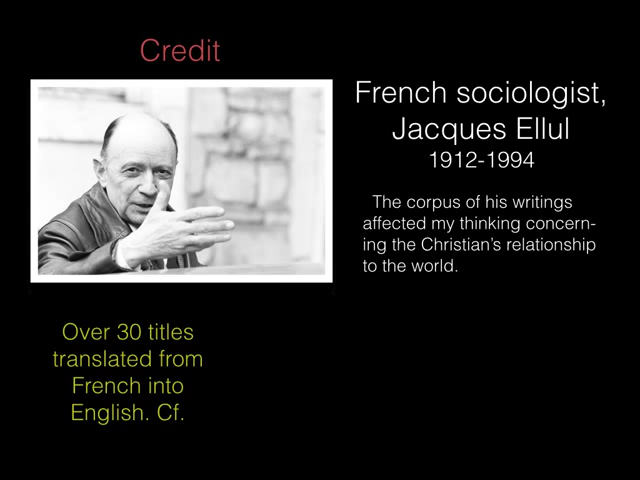 Credit
French sociologist,
Jacques Ellul
1912-1994
The corpus of his writings
affected my thinking concern-
ing the Christian's relationship
to the world.
Over 30 titles
translated from
French into
English. Cf.